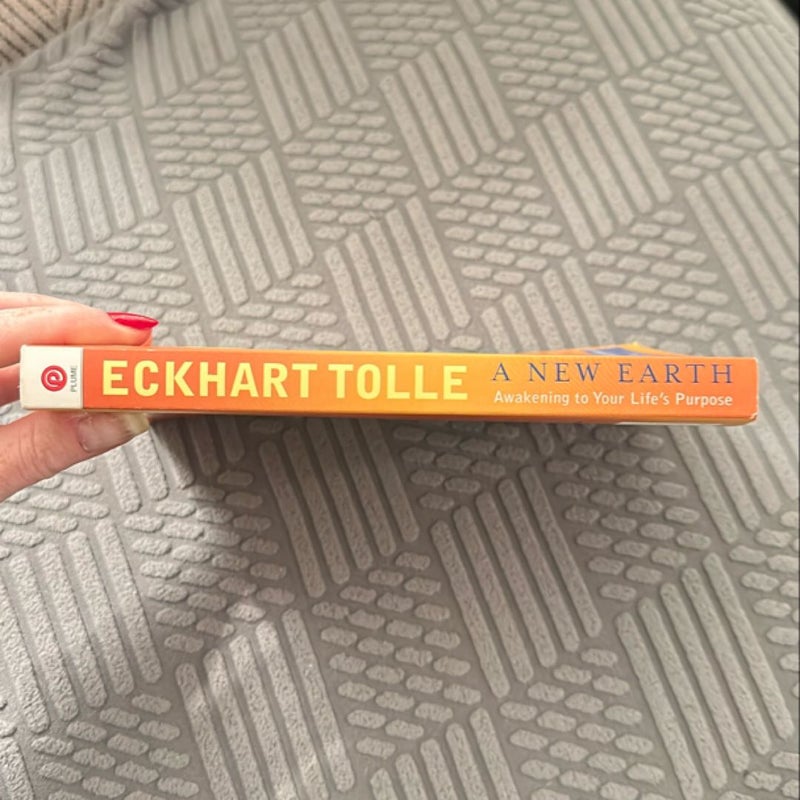 PLUME
ECKHART TOLLE
A NEW EARTH
Awakening to Your Life's Purpose